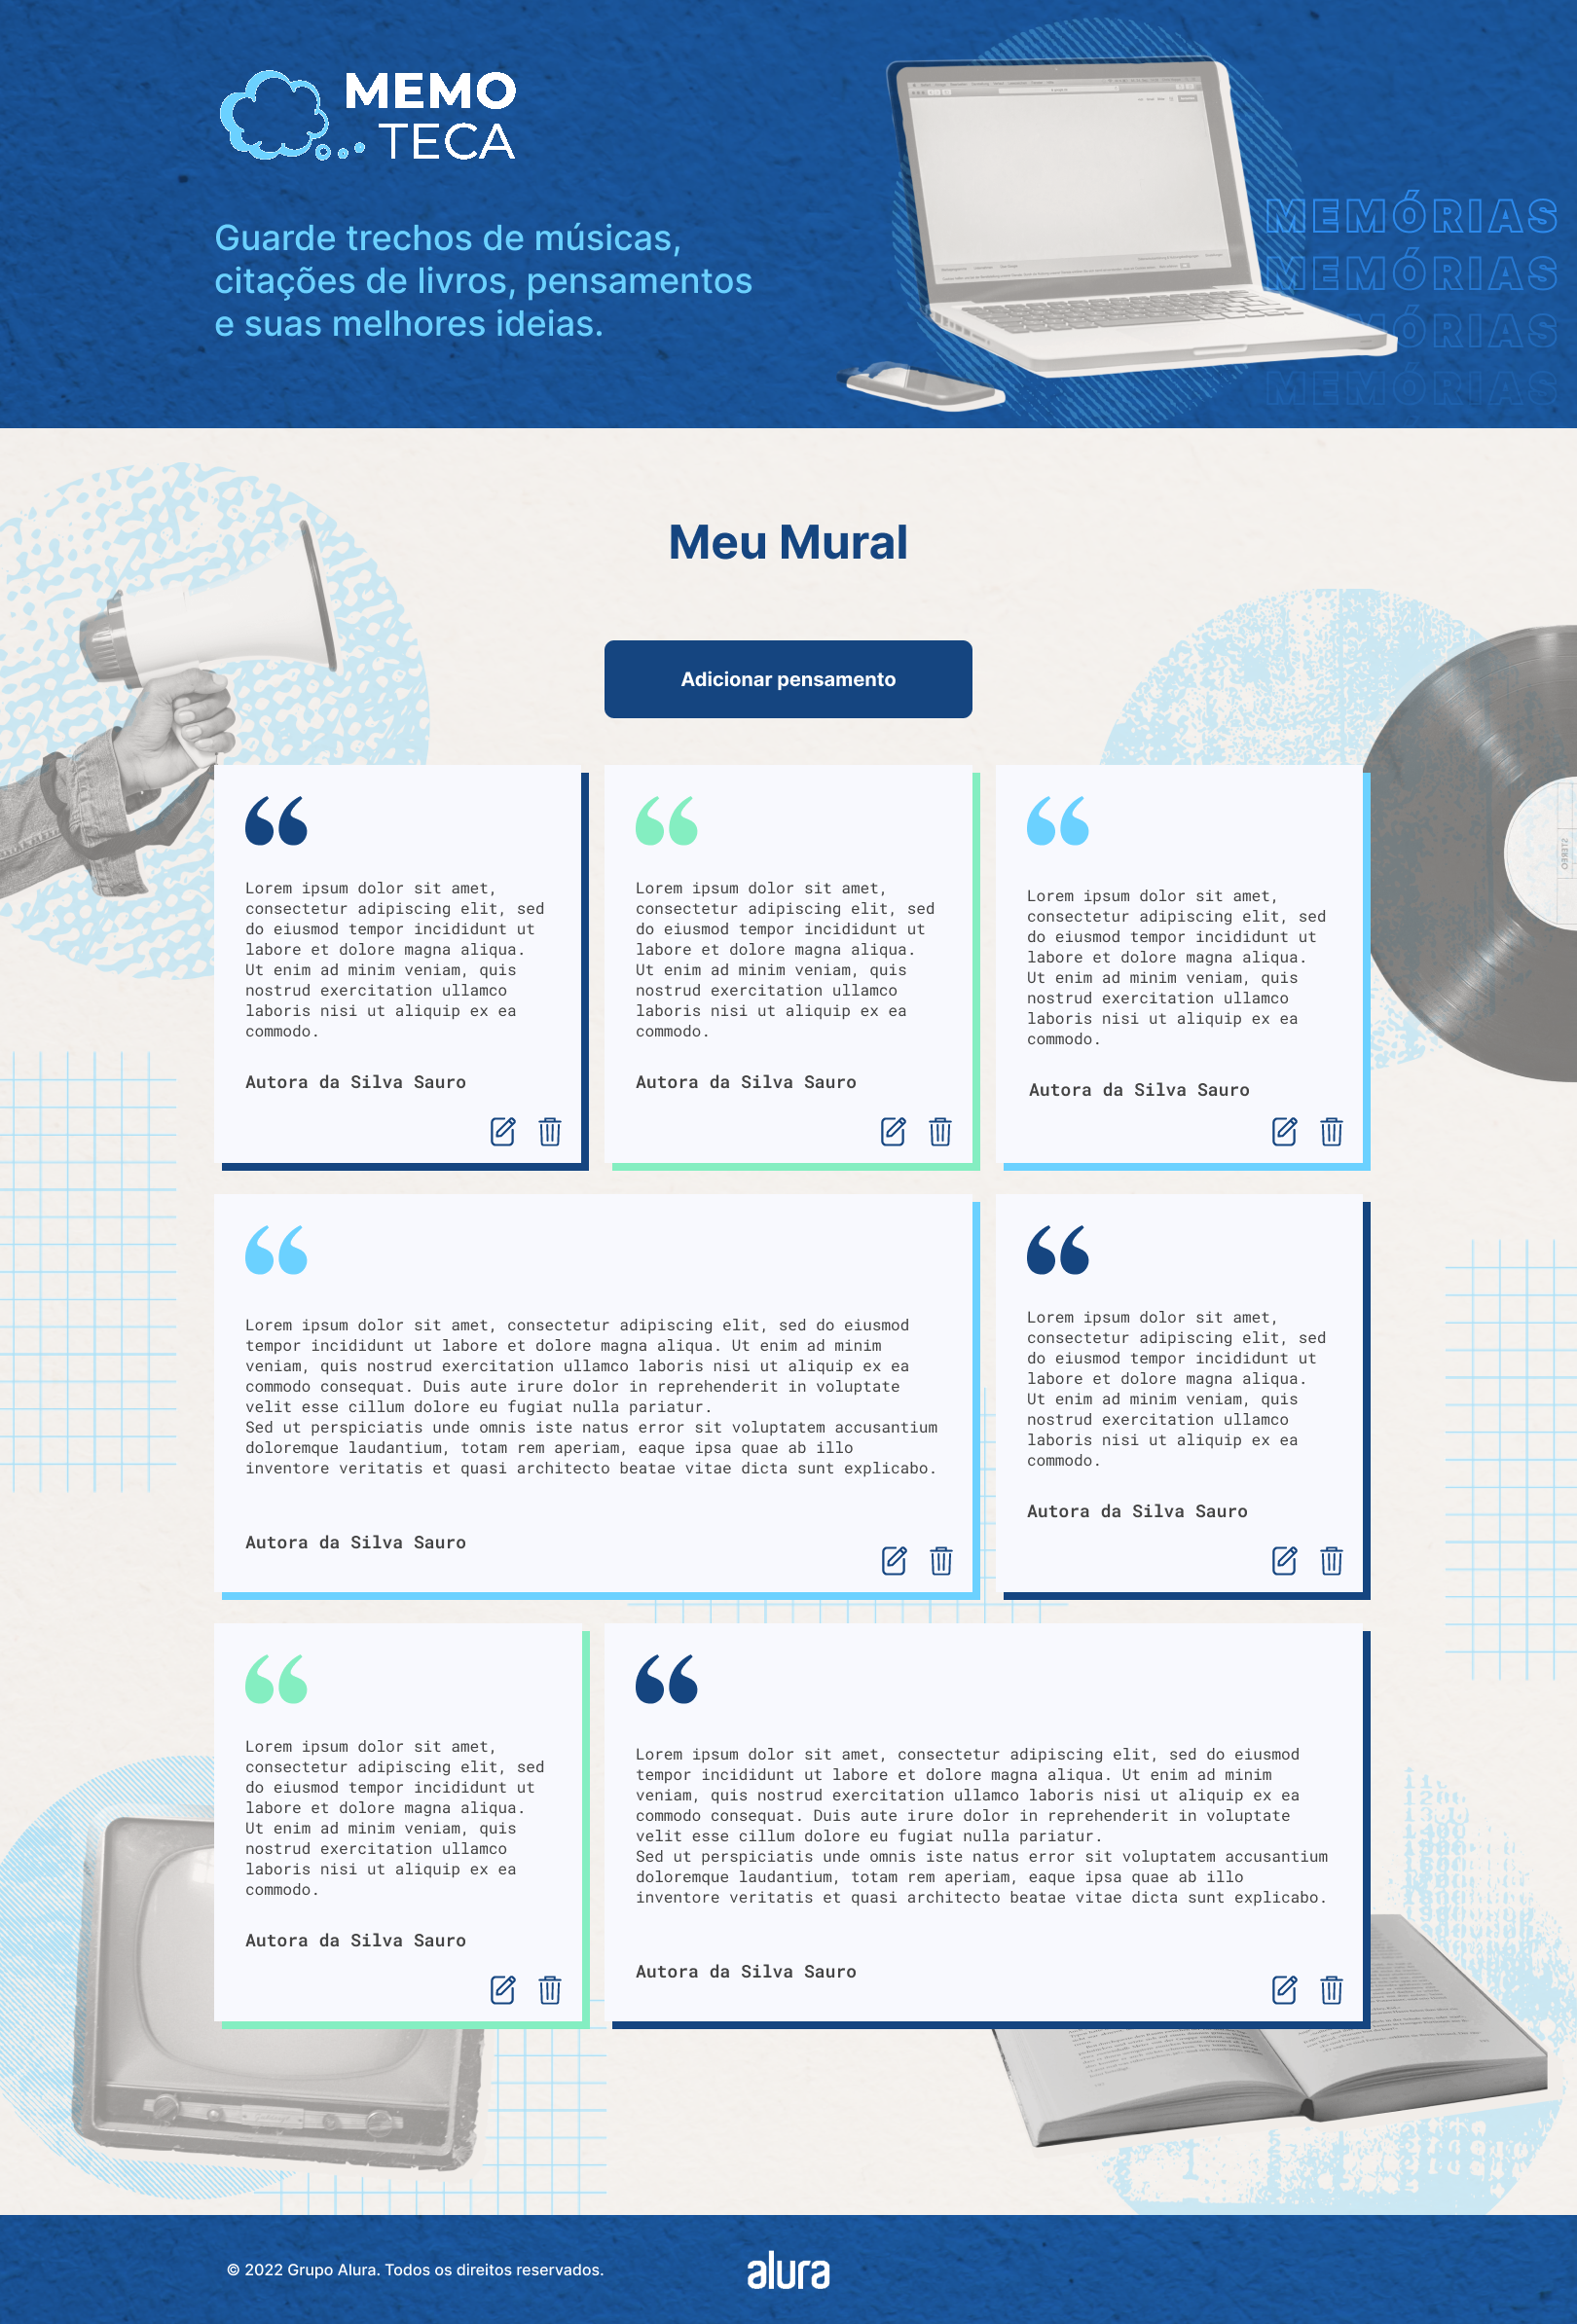 MEMO
TECA
Guarde trechos de músicas,
citações de livros, pensamentos
e suas melhores ideias.
MEMÓRIAS
MEMÓRIAS
MEMÓRIAS
MEMÓRIAS
Meu Mural
Adicionar pensamento
Lorem ipsum dolor sit amet,
consectetur adipiscing elit, sed
do eiusmod tempor incididunt ut
labore et dolore magna aliqua.
Ut enim ad minim veniam, quis
nostrud exercitation ullamco
laboris nisi ut aliquip ex ea
commodo.
Autora da Silva Sauro
Lorem ipsum dolor sit amet,
consectetur adipiscing elit, sed
do eiusmod tempor incididunt ut
labore et dolore magna aliqua.
Ut enim ad minim veniam, quis
nostrud exercitation ullamco
laboris nisi ut aliquip ex ea
commodo.
Autora da Silva Sauro
Lorem ipsum dolor sit amet,
consectetur adipiscing elit, sed
do eiusmod tempor incididunt ut
labore et dolore magna aliqua.
Ut enim ad minim veniam, quis
nostrud exercitation ullamco
laboris nisi ut aliquip ex ea
commodo.
Autora da Silva Sauro
STEREO
Lorem ipsum dolor sit amet, consectetur adipiscing elit, sed do eiusmod
tempor incididunt ut labore et dolore magna aliqua. Ut enim ad minim
veniam, quis nostrud exercitation ullamco laboris nisi ut aliquip ex ea
commodo consequat. Duis aute irure dolor in reprehenderit in voluptate
velit esse cillum dolore eu fugiat nulla pariatur.
Sed ut perspiciatis unde omnis iste natus error sit voluptatem accusantium
doloremque laudantium, totam rem aperiam, eaque ipsa quae ab illo
inventore veritatis et quasi architecto beatae vitae dicta sunt explicabo.
Autora da Silva Sauro
Lorem ipsum dolor sit amet,
consectetur adipiscing elit, sed
do eiusmod tempor incididunt ut
labore et dolore magna aliqua.
Ut enim ad minim veniam, quis
nostrud exercitation ullamco
laboris nisi ut aliquip ex ea
commodo.
Autora da Silva Sauro
Lorem ipsum dolor sit amet,
consectetur adipiscing elit, sed
do eiusmod tempor incididunt ut
labore et dolore magna aliqua.
Ut enim ad minim veniam, quis
nostrud exercitation ullamco
laboris nisi ut aliquip ex ea
commodo.
Autora da Silva Sauro
Lorem ipsum dolor sit amet, consectetur adipiscing elit, sed do eiusmod
tempor incididunt ut labore et dolore magna aliqua. Ut enim ad minim
veniam, quis nostrud exercitation ullamco laboris nisi ut aliquip ex ea
commodo consequat. Duis aute irure dolor in reprehenderit in voluptate
velit esse cillum dolore eu fugiat nulla pariatur.
Sed ut perspiciatis unde omnis iste natus error sit voluptatem accusantium
doloremque laudantium, totam rem aperiam, eaque ipsa quae ab illo
inventore veritatis et quasi architecto beatae vitae dicta sunt explicabo.
Autora da Silva Sauro
© 2022 Grupo Alura. Todos os direitos reservados.
alura